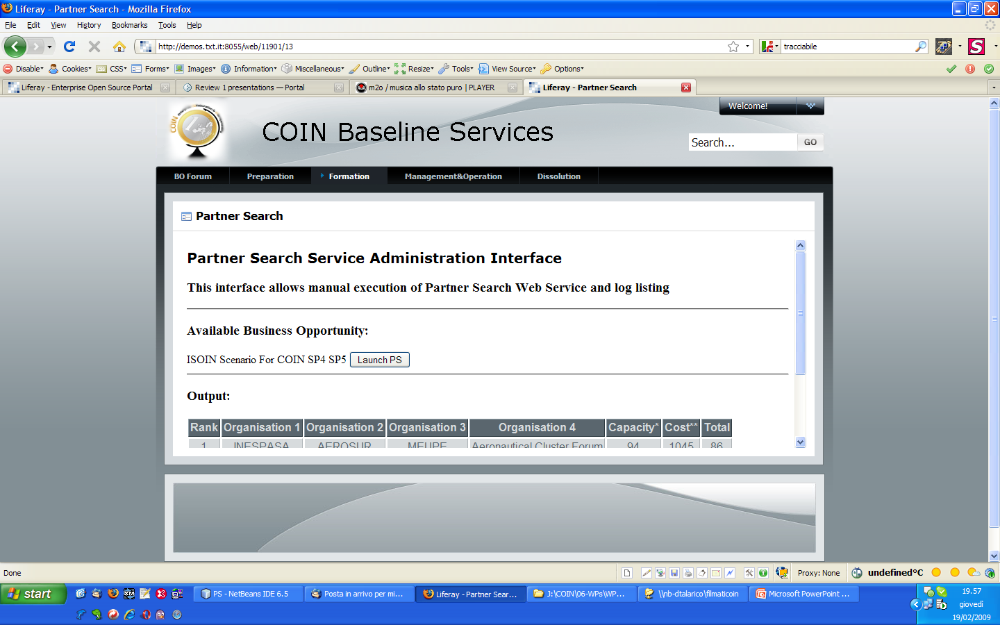 Liferay - Partner Search - Mozilla Firefox
File Edit View History Bookmarks Tools Help
http://demos.txt.it:8055/web/11901/13
tracciabile
Disable Cookies CSS Forms Images Information Miscellaneous Outline Resize Tools View Source Options
Liferay - Enterprise Open Source Portal
Review 1 presentations — Portal
m2o / musica allo stato puro | PLAYER
Liferay - Partner Search
Welcome!
COIN
COIN Baseline Services
Search...
GO
BO Forum
Preparation
Formation
Management&Operation
Dissolution
Partner Search
Partner Search Service Administration Interface
This interface allows manual execution of Partner Search Web Service and log listing
Available Business Opportunity:
ISOIN Scenario For COIN SP4 SP5 Launch PS
Output:
Rank Organisation 1 Organisation 2 Organisation 3 Organisation 4 Capacity* Cost** Total
1 INESPASA AEROSUR MEUPE Aeronautical Cluster Forum 94 1045 86
Done
Proxy: None
undefined°C
start
PS - NetBeans IDE 6.5
Posta in arrivo per mi...
Liferay - Partner Sear...
J:\COIN\06-WPs\WP...
\\nb-dtalarico\filmaticoin
Microsoft PowerPoint ...
19.57
giovedì
19/02/2009